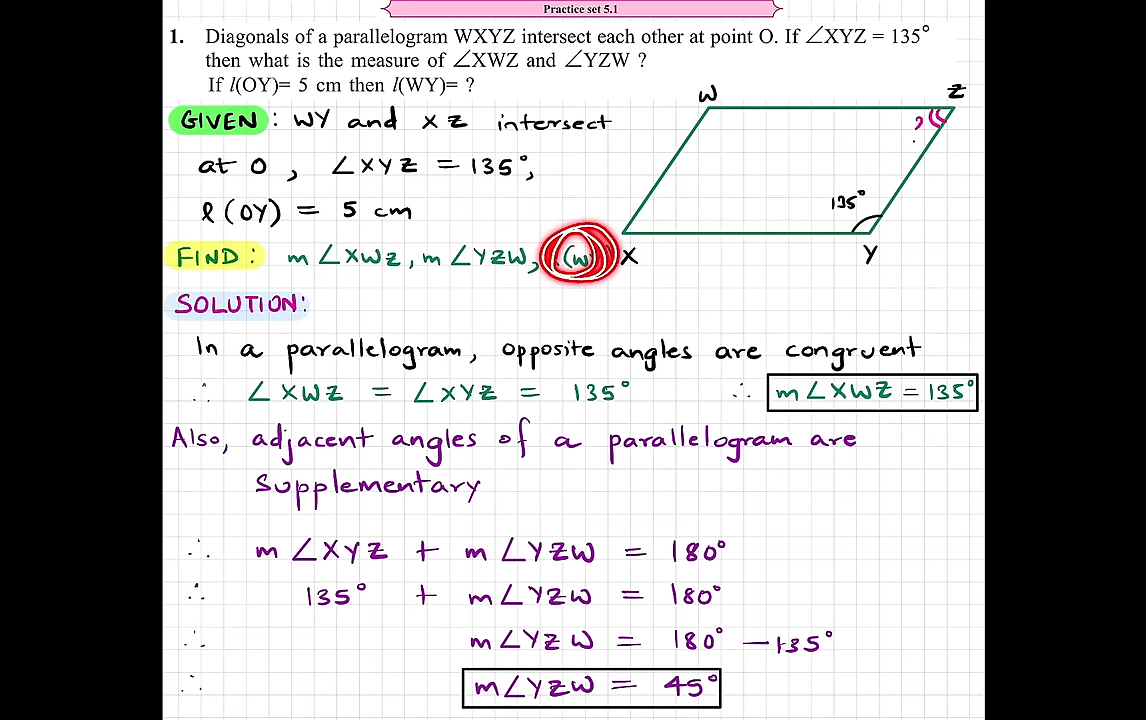 Practice set 5.1
1. Diagonals of a parallelogram WXYZ intersect each other at point O. If ∠XYZ = 135°
then what is the measure of ∠XWZ and ∠YZW ?
If l(OY)= 5 cm then l(WY)= ?
W Z
GIVEN : WY and XZ intersect
at O , ∠XYZ = 135°,
135°
l (OY) = 5 cm
FIND : m ∠XWZ, m ∠YZW, (W
X Y
SOLUTION:
In a parallelogram, opposite angles are congruent
∴ ∠XWZ = ∠XYZ = 135° ∴ m∠XWZ = 135°
Also, adjacent angles of a parallelogram are
supplementary
∴ m ∠XYZ + m ∠YZW = 180°
∴ 135° + m∠YZW = 180°
∴ m∠YZW = 180° – 135°
∴ m∠YZW = 45°